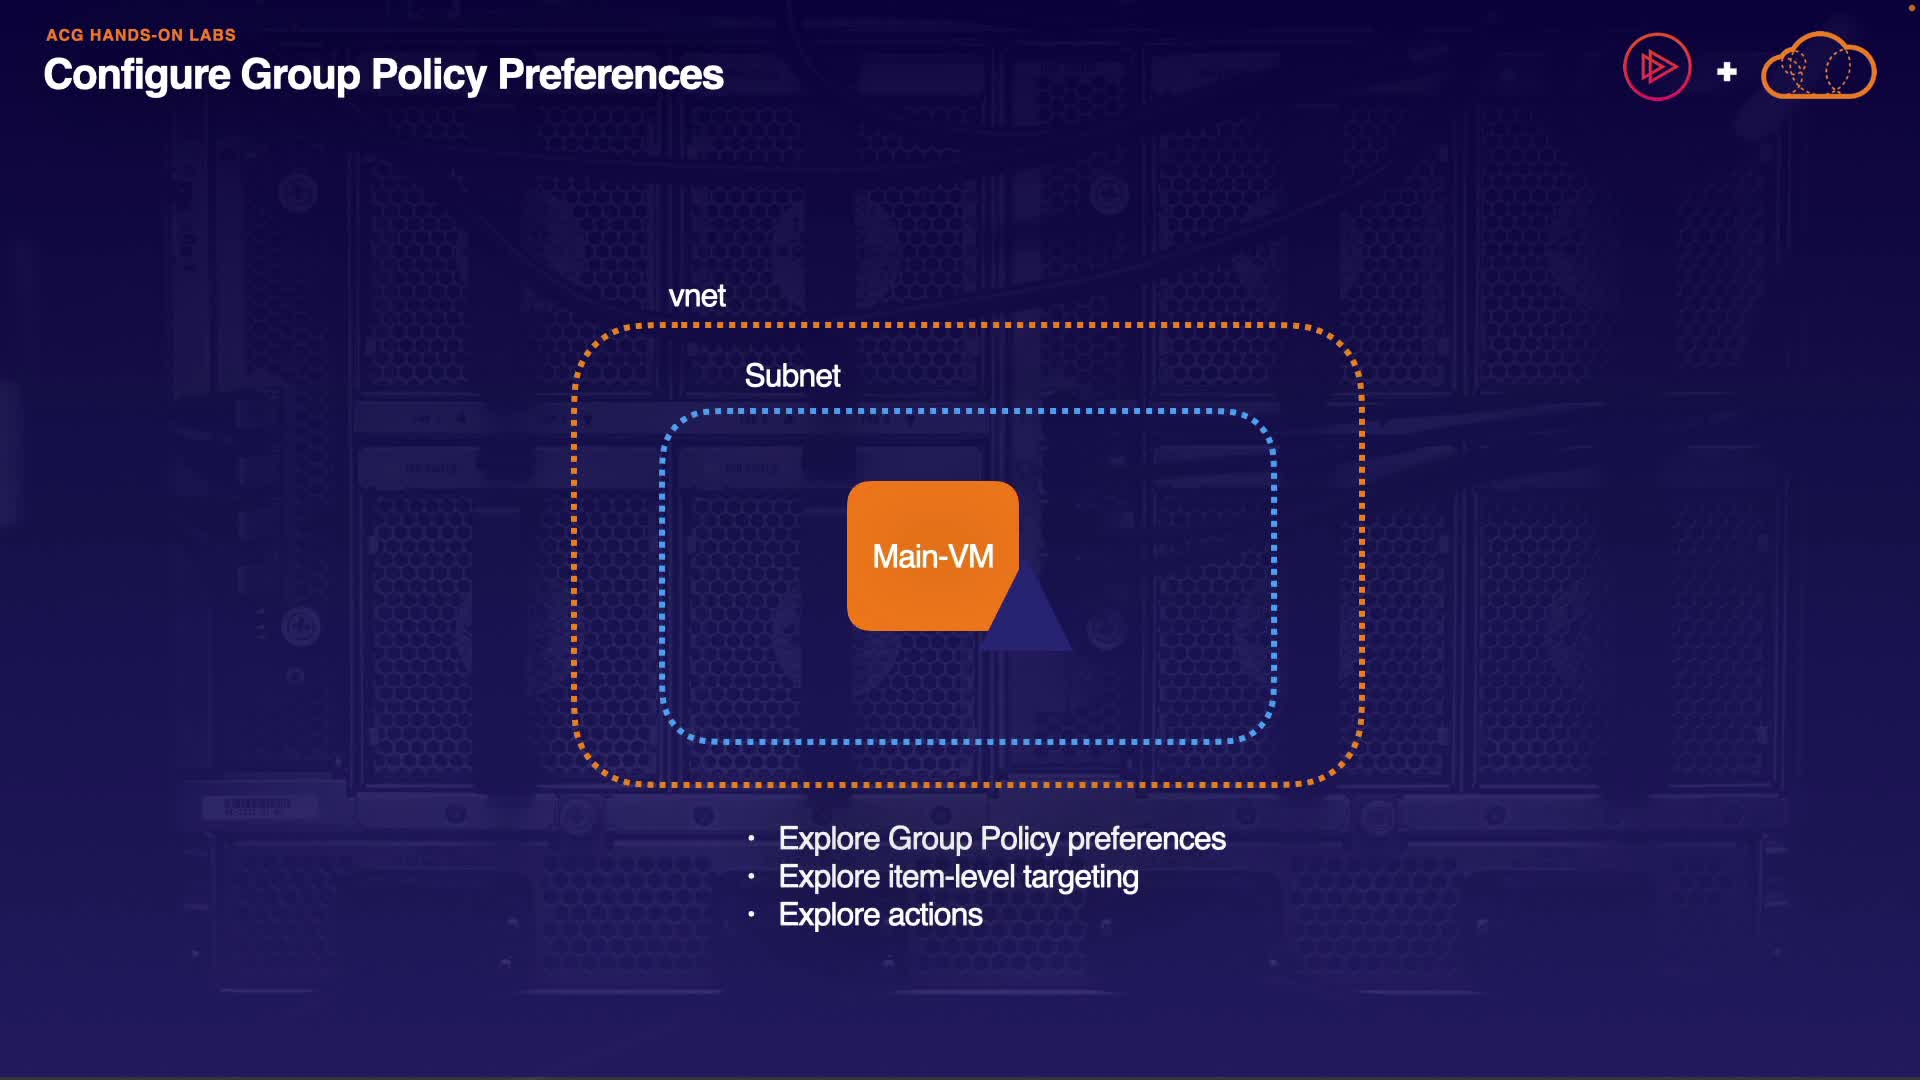 ACG HANDS-ON LABS
Configure Group Policy Preferences
vnet
Subnet
Main-VM
• Explore Group Policy preferences
• Explore item-level targeting
• Explore actions